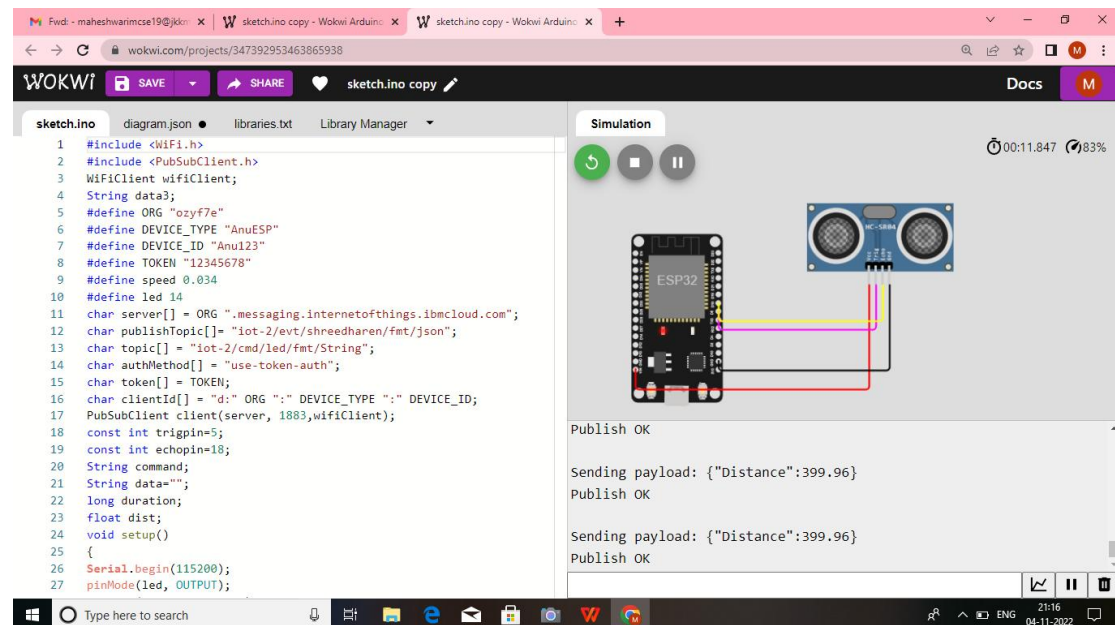 Fwd: - maheshwarimcse19@jkkn
sketch.ino copy - Wokwi Arduino
sketch.ino copy - Wokwi Arduino
wokwi.com/projects/347392953463865938
M
WOKWI
SAVE
SHARE
sketch.ino copy
Docs
M
sketch.ino
diagram.json ●
libraries.txt
Library Manager
1 #include <WiFi.h>
2 #include <PubSubClient.h>
3 WiFiClient wifiClient;
4 String data3;
5 #define ORG "ozyf7e"
6 #define DEVICE_TYPE "AnuESP"
7 #define DEVICE_ID "Anu123"
8 #define TOKEN "12345678"
9 #define speed 0.034
10 #define led 14
11 char server[] = ORG ".messaging.internetofthings.ibmcloud.com";
12 char publishTopic[]= "iot-2/evt/shreedharen/fmt/json";
13 char topic[] = "iot-2/cmd/led/fmt/String";
14 char authMethod[] = "use-token-auth";
15 char token[] = TOKEN;
16 char clientId[] = "d:" ORG ":" DEVICE_TYPE ":" DEVICE_ID;
17 PubSubClient client(server, 1883,wifiClient);
18 const int trigpin=5;
19 const int echopin=18;
20 String command;
21 String data="";
22 long duration;
23 float dist;
24 void setup()
25 {
26 Serial.begin(115200);
27 pinMode(led, OUTPUT);
Simulation
00:11.847 83%
HC-SR04
ESP32
Publish OK
Sending payload: {"Distance":399.96}
Publish OK
Sending payload: {"Distance":399.96}
Publish OK
Type here to search
ENG
21:16
04-11-2022